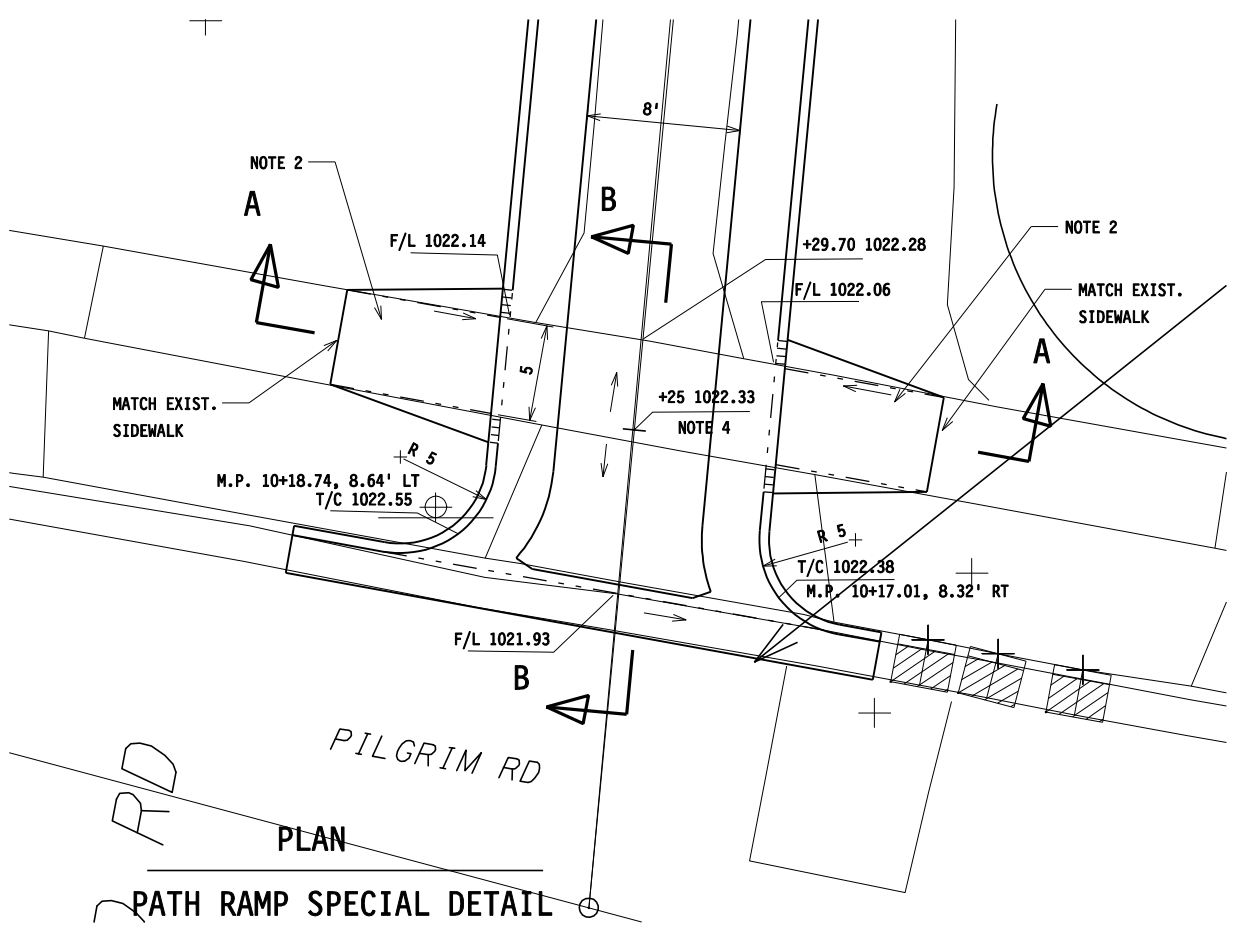 8'
NOTE 2
A
B
F/L 1022.14
+29.70 1022.28
NOTE 2
F/L 1022.06
MATCH EXIST.
SIDEWALK
A
5
MATCH EXIST.
SIDEWALK
+25 1022.33
NOTE 4
R 5
M.P. 10+18.74, 8.64' LT
T/C 1022.55
R 5
T/C 1022.38
M.P. 10+17.01, 8.32' RT
F/L 1021.93
B
PILGRIM RD
PLAN
PATH RAMP SPECIAL DETAIL